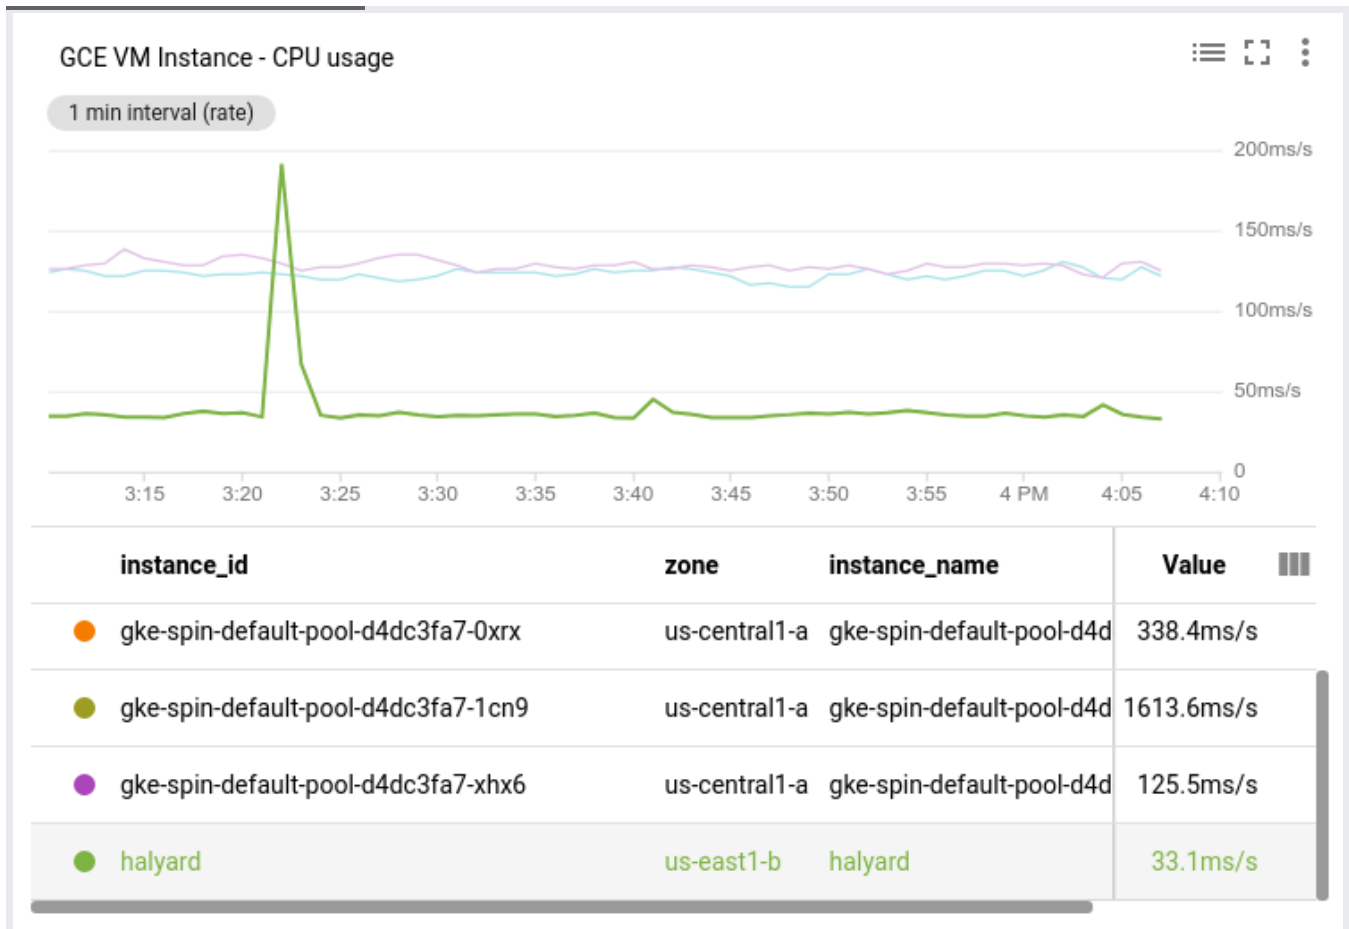 GCE VM Instance - CPU usage
1 min interval (rate)
200ms/s
150ms/s
100ms/s
50ms/s
0
3:15 3:20 3:25 3:30 3:35 3:40 3:45 3:50 3:55 4 PM 4:05 4:10
instance_id zone instance_name Value
gke-spin-default-pool-d4dc3fa7-0xrx us-central1-a gke-spin-default-pool-d4d 338.4ms/s
gke-spin-default-pool-d4dc3fa7-1cn9 us-central1-a gke-spin-default-pool-d4d 1613.6ms/s
gke-spin-default-pool-d4dc3fa7-xhx6 us-central1-a gke-spin-default-pool-d4d 125.5ms/s
halyard us-east1-b halyard 33.1ms/s